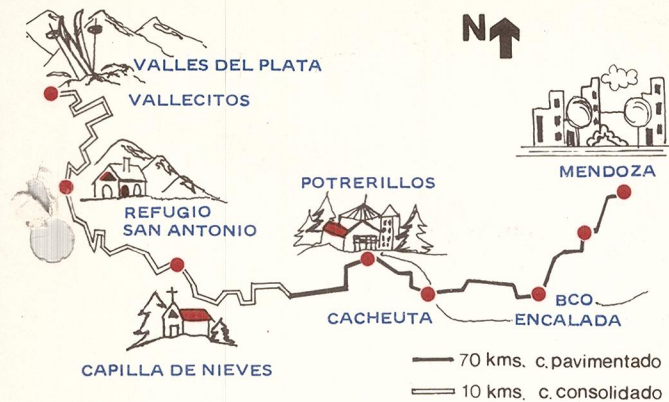 N
VALLES DEL PLATA
VALLECITOS
MENDOZA
POTRERILLOS
REFUGIO
SAN ANTONIO
BCO.
CACHEUTA
ENCALADA
CAPILLA DE NIEVES
70 kms. c. pavimentado
10 kms. c. consolidado